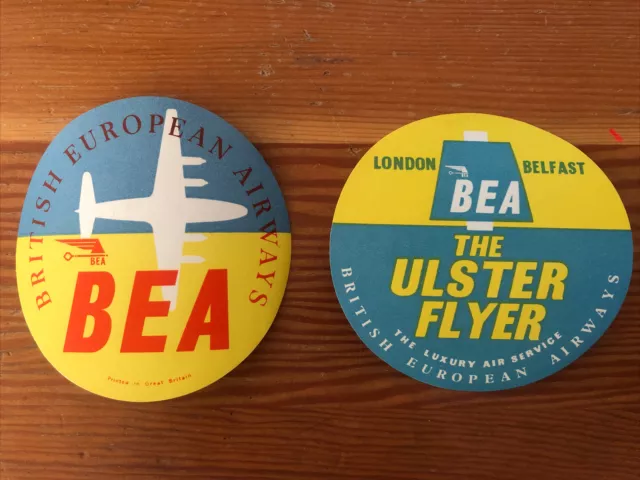 BRITISH EUROPEAN AIRWAYS
BEA
BEA
Printed in Great Britain
LONDON BELFAST
BEA
THE
ULSTER
FLYER
THE LUXURY AIR SERVICE
BRITISH EUROPEAN AIRWAYS